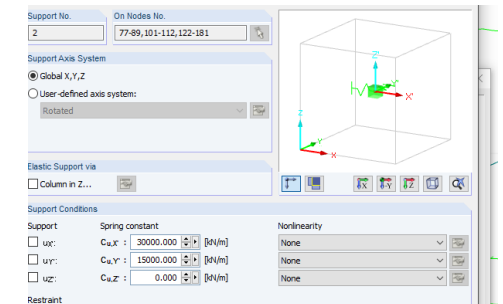 Support No. On Nodes No.
2 77-89,101-112,122-181
Support Axis System
Global X,Y,Z
User-defined axis system:
Rotated
Z'
Y'
X'
Z
Y
X
Elastic Support via
Column in Z...
X Y Z
Support Conditions
Support Spring constant Nonlinearity
uX': Cu,X' : 30000.000 [kN/m] None
uY': Cu,Y' : 15000.000 [kN/m] None
uZ': Cu,Z' : 0.000 [kN/m] None
Restraint